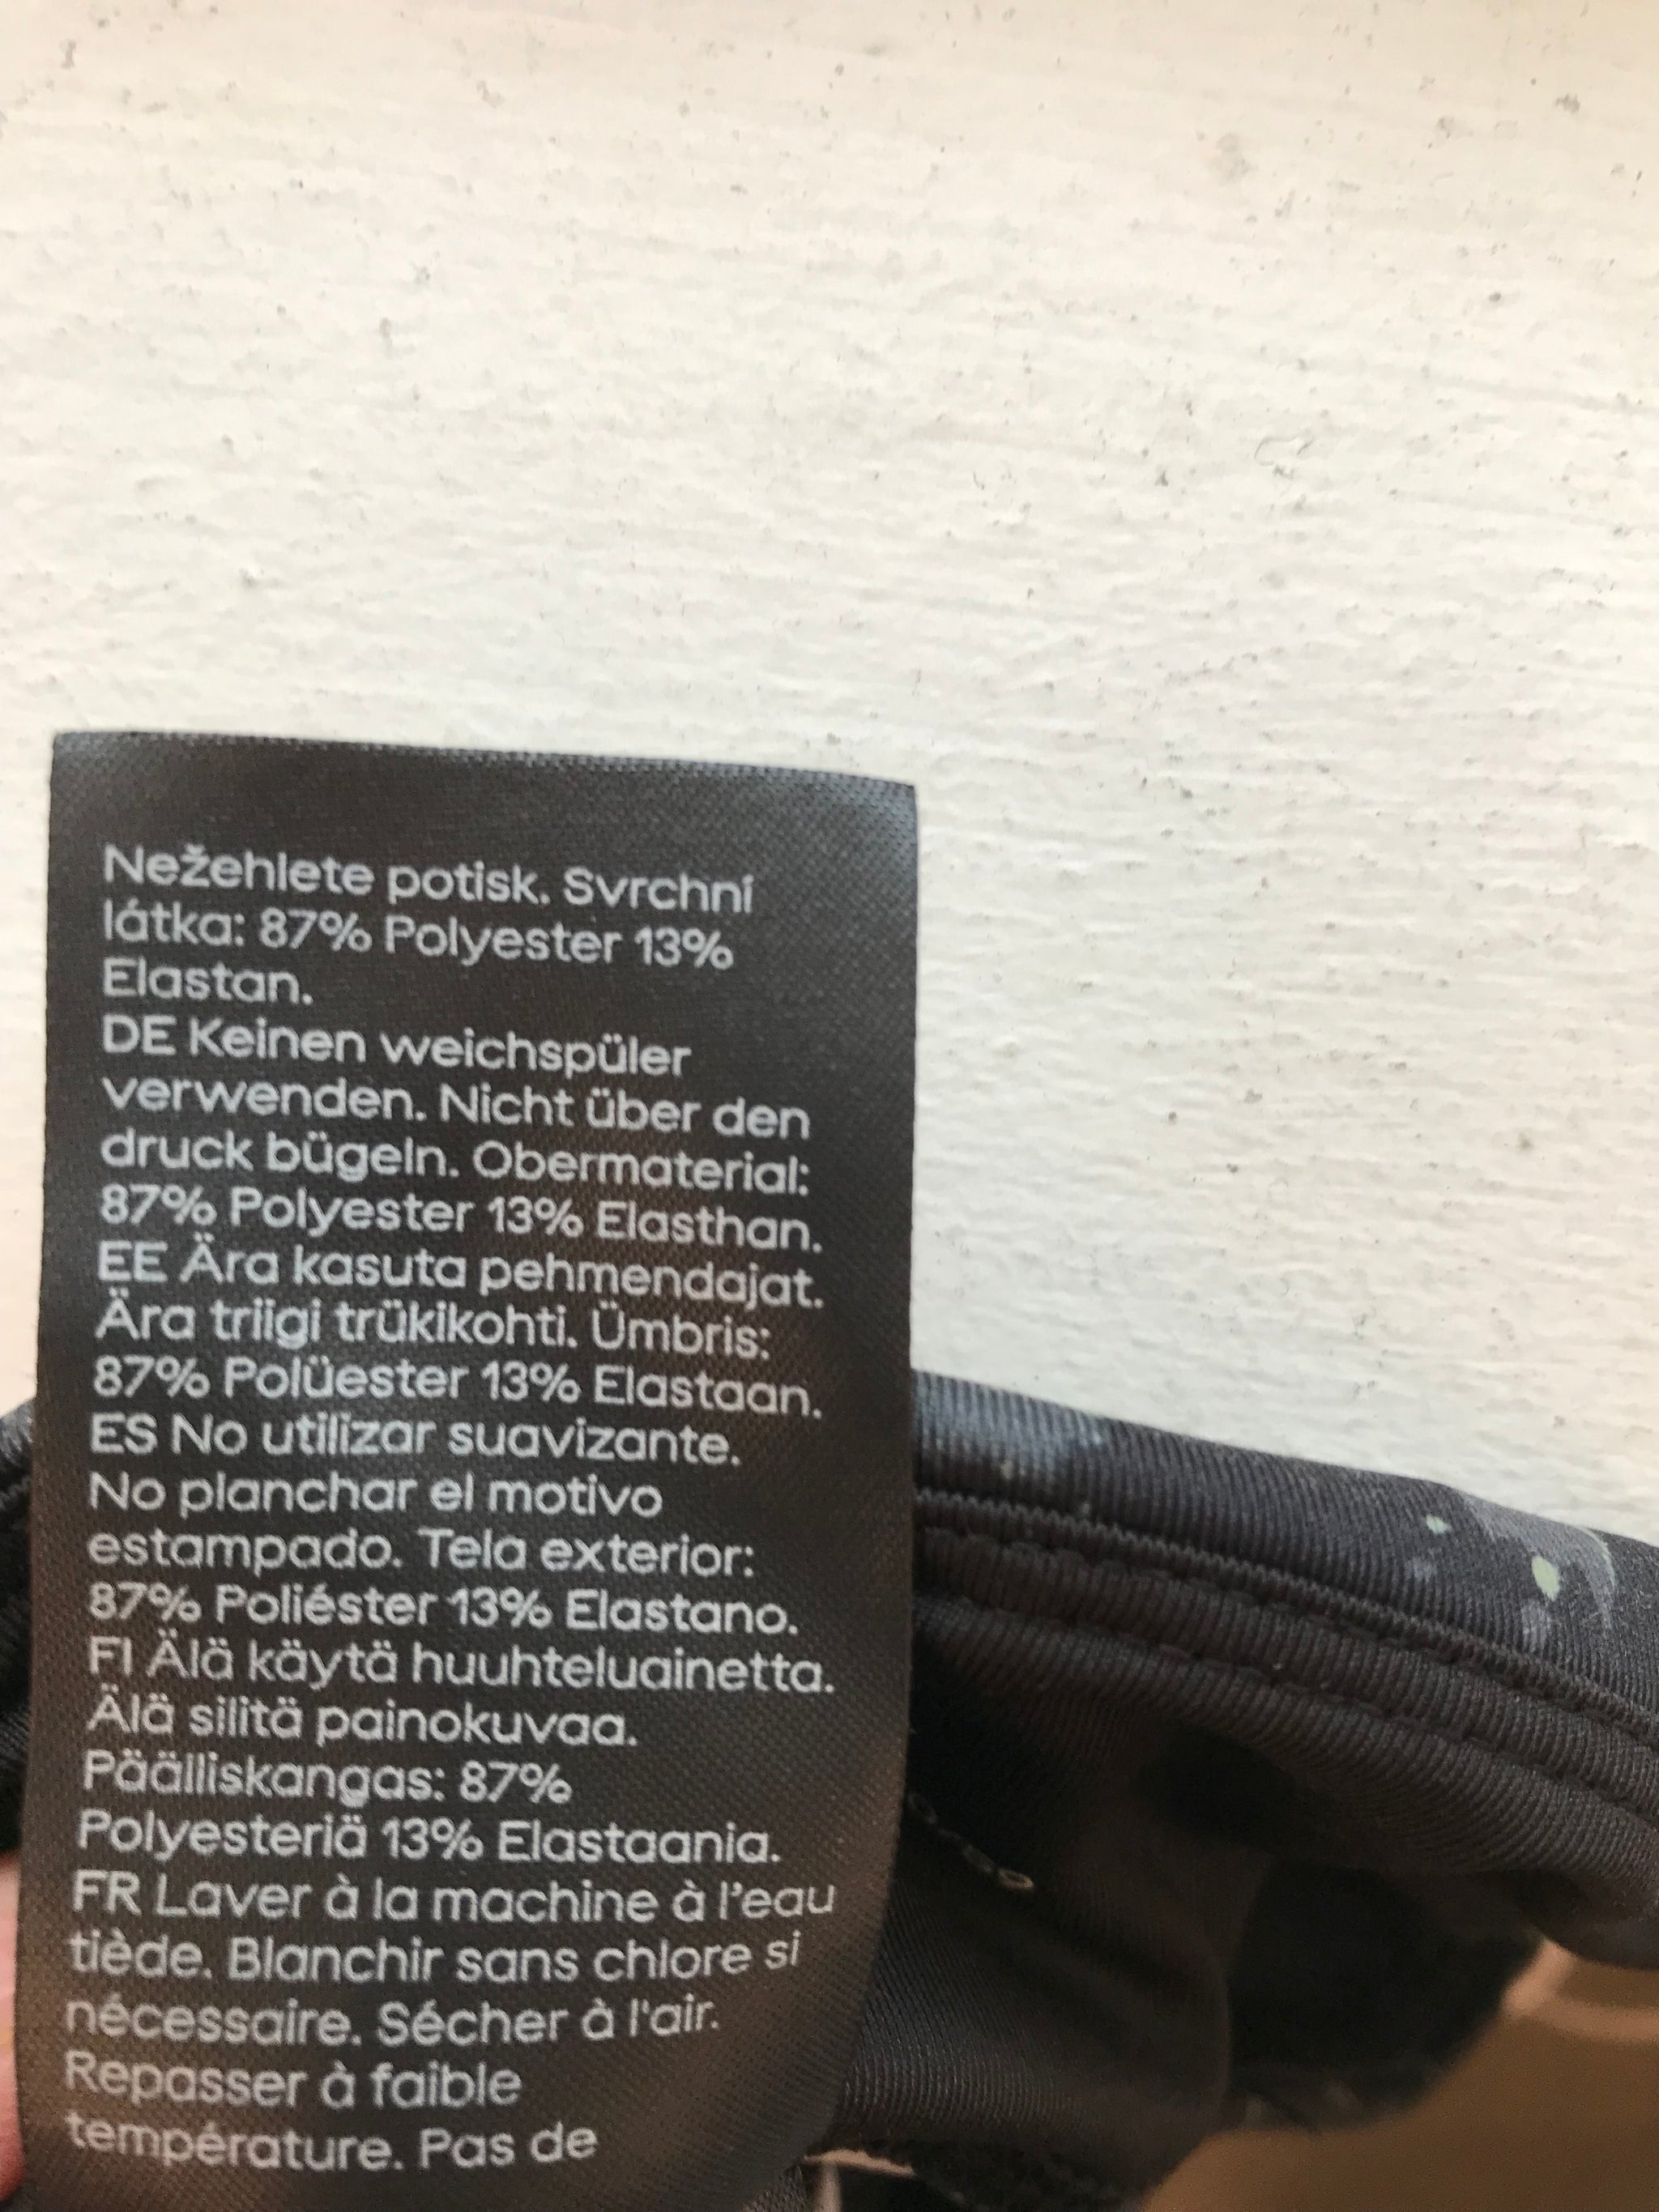 Nežehlete potisk. Svrchní
látka: 87% Polyester 13%
Elastan.
DE Keinen weichspüler
verwenden. Nicht über den
druck bügeln. Obermaterial:
87% Polyester 13% Elasthan.
EE Ära kasuta pehmendajat.
Ära triigi trükikohti. Ümbris:
87% Polüester 13% Elastaan.
ES No utilizar suavizante.
No planchar el motivo
estampado. Tela exterior:
87% Poliéster 13% Elastano.
FI Älä käytä huuhteluainetta.
Älä silitä painokuvaa.
Päälliskangas: 87%
Polyesteriä 13% Elastaania.
FR Laver à la machine à l’eau
tiède. Blanchir sans chlore si
nécessaire. Sécher à l'air.
Repasser à faible
température. Pas de